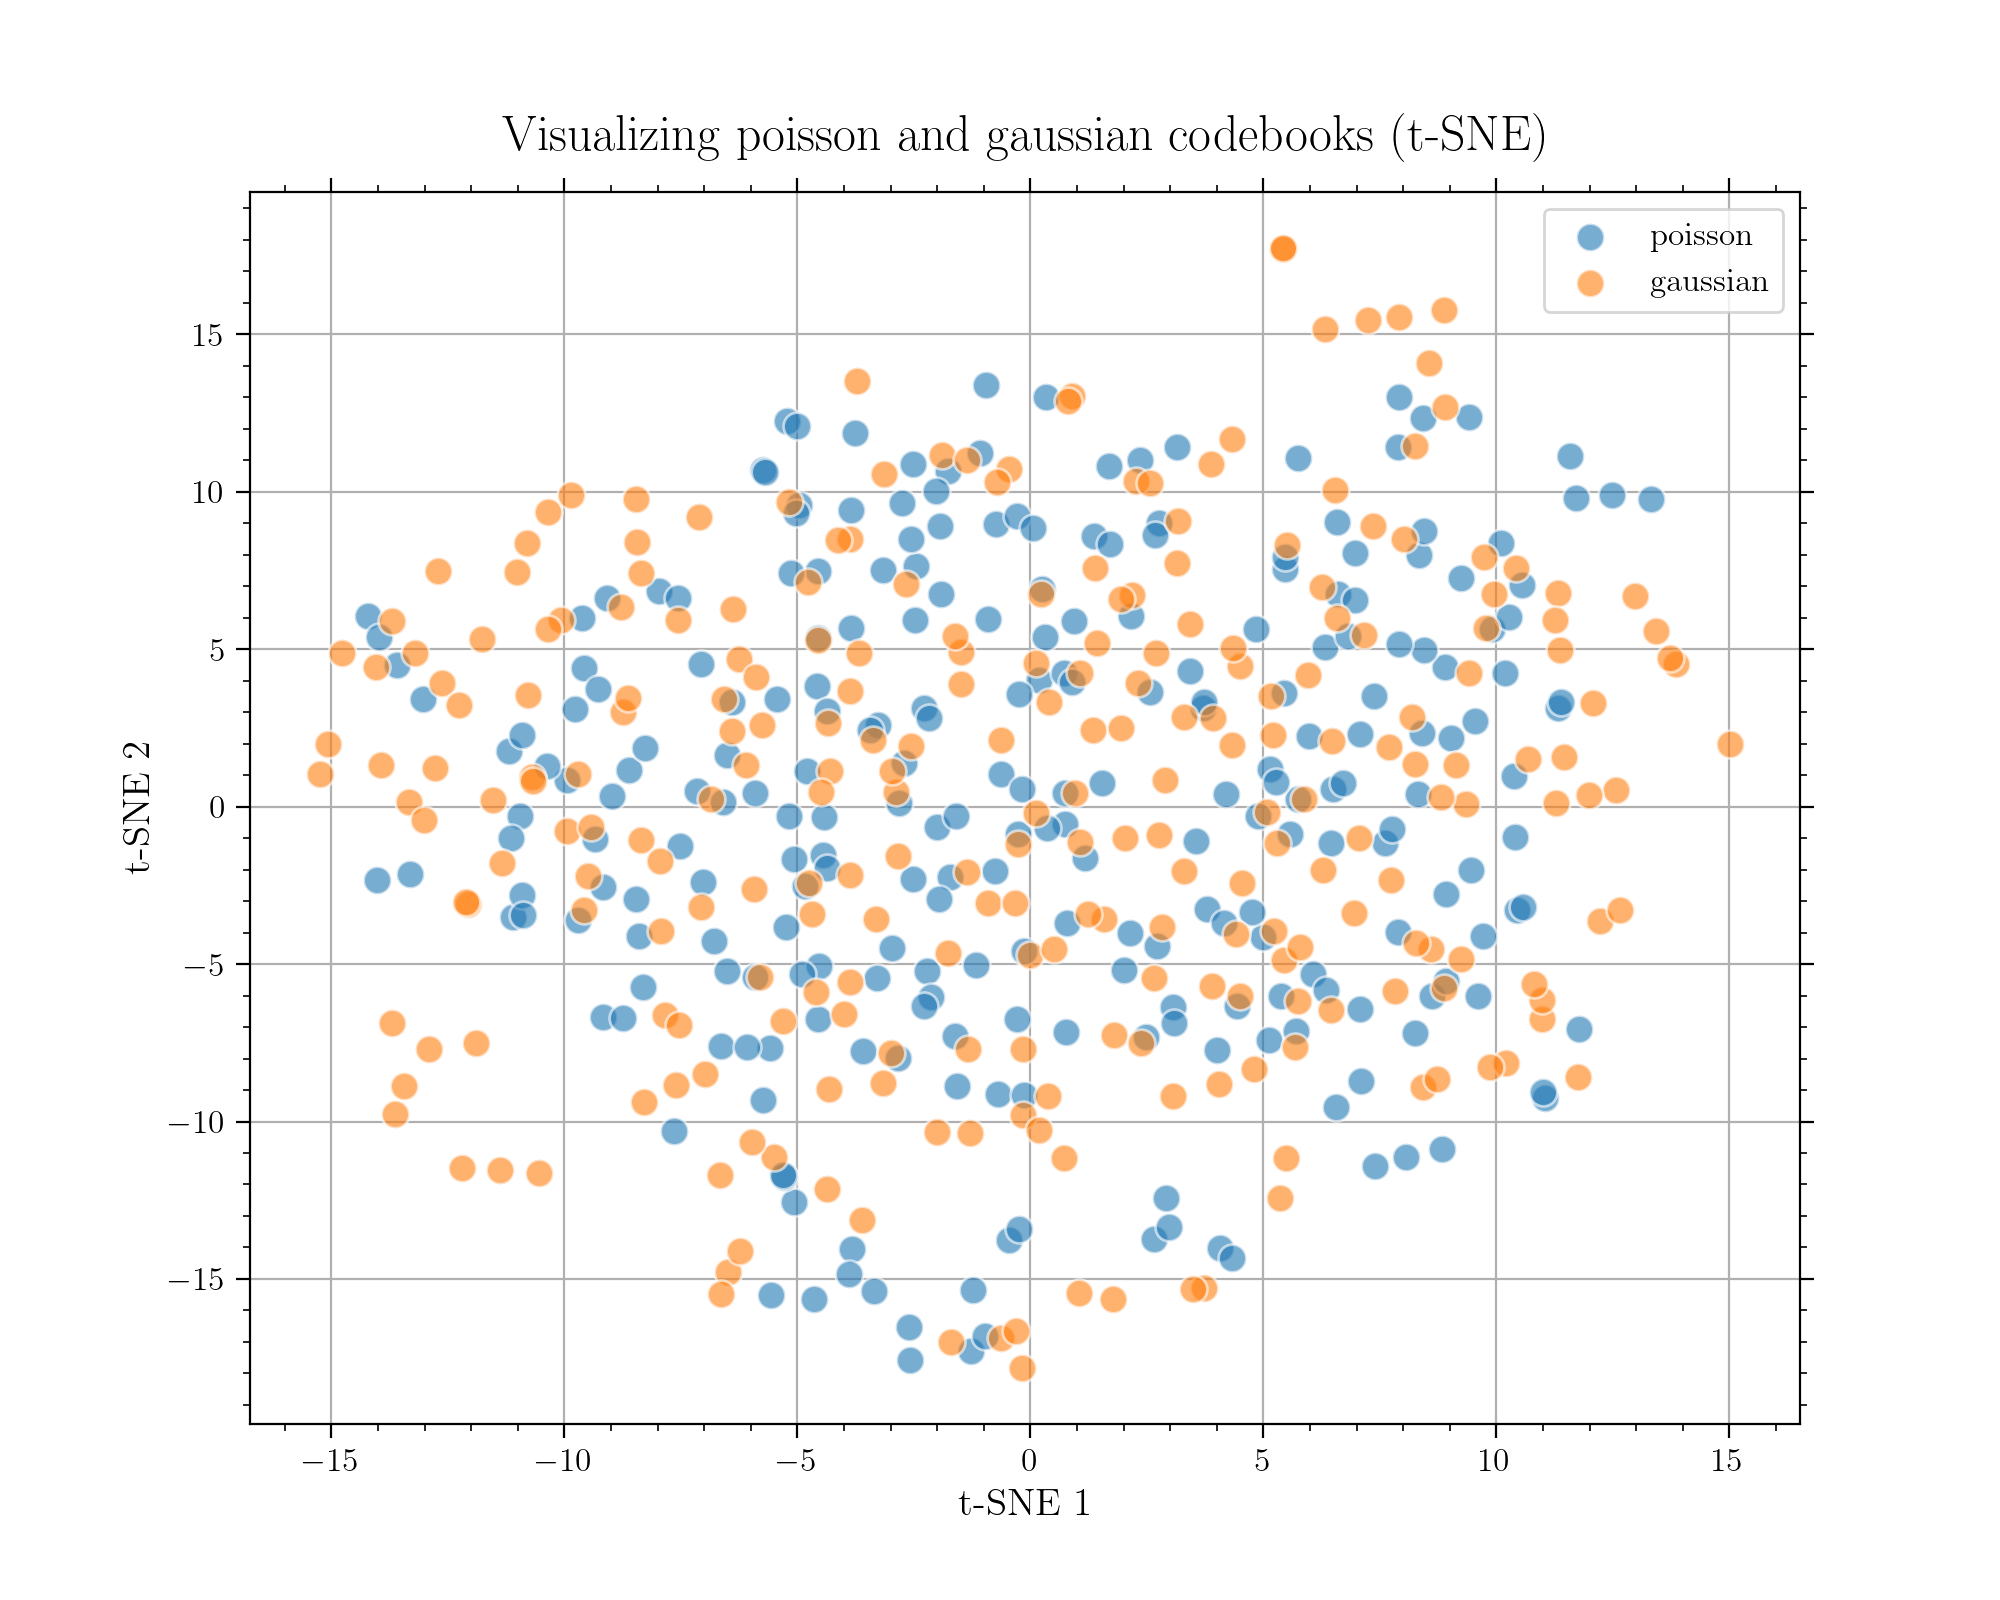 Visualizing poisson and gaussian codebooks (t-SNE)
poisson
gaussian
15
10
5
0
−5
−10
−15
t-SNE 2
−15 −10 −5 0 5 10 15
t-SNE 1